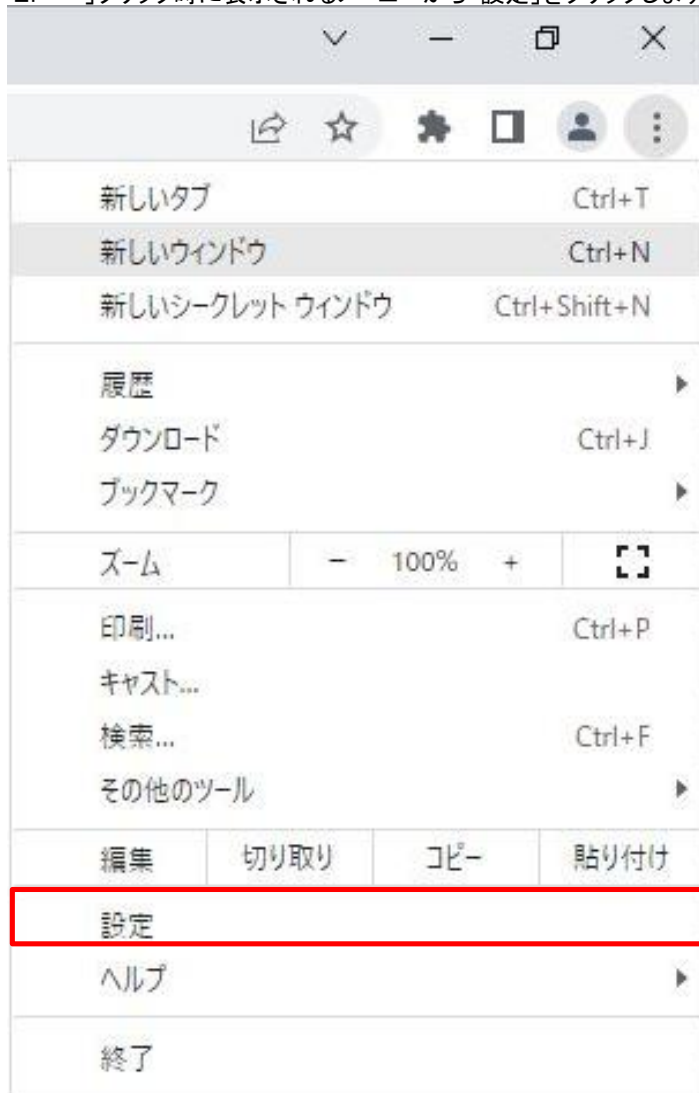 新しいタブ Ctrl+T
新しいウィンドウ Ctrl+N
新しいシークレット ウィンドウ Ctrl+Shift+N
履歴
ダウンロード Ctrl+J
ブックマーク
ズーム - 100% +
印刷... Ctrl+P
キャスト...
検索... Ctrl+F
その他のツール
編集 切り取り コピー 貼り付け
設定
ヘルプ
終了